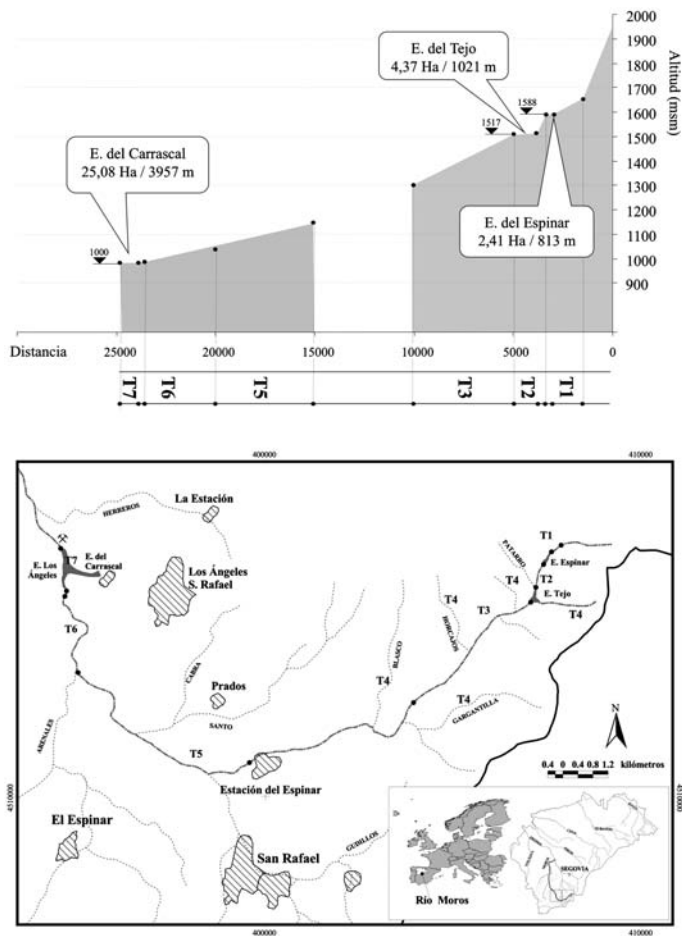 2000
1900
1800
1700
1600
1500
1400
1300
1200
1100
1000
900
Altitud (msm)
E. del Tejo
4,37 Ha / 1021 m
1588
1517
E. del Carrascal
25,08 Ha / 3957 m
E. del Espinar
2,41 Ha / 813 m
1000
Distancia
25000
20000
15000
10000
5000
0
T7
T6
T5
T3
T2
T1
400000
410000
HERREROS
La Estación
T7
E. Los
Ángeles
E. del
Carrascal
Los Ángeles
S. Rafael
PATARRO
T1
E. Espinar
T2
E. Tejo
T4
T4
T3
T4
HORCAJOS
T6
CABRA
BLASCO
T4
T4
GARGANTILLA
Prados
SANTO
ARENALES
T5
Estación del Espinar
N
0.4 0 0.4 0.8 1.2 kilómetros
4510000
4510000
El Espinar
San Rafael
GUDILLOS
Río Moros
SEGOVIA
400000
410000